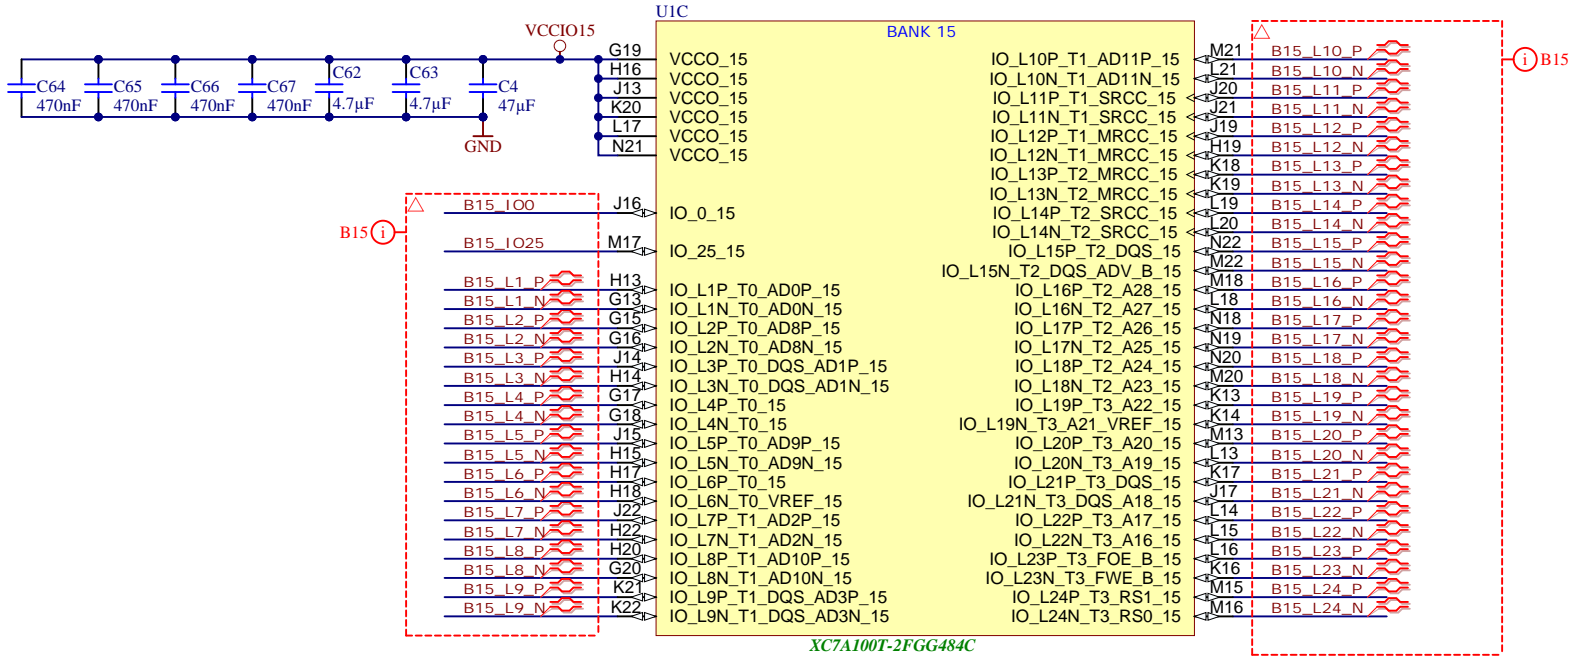 U1C
BANK 15
VCCIO15
C64
470nF
C65
470nF
C66
470nF
C67
470nF
C62
4.7µF
C63
4.7µF
C4
47µF
GND
G19 VCCO_15
H16 VCCO_15
J13 VCCO_15
K20 VCCO_15
L17 VCCO_15
N21 VCCO_15
B15 i
B15_IO0 J16 IO_0_15
B15_IO25 M17 IO_25_15
B15_L1_P H13 IO_L1P_T0_AD0P_15
B15_L1_N G13 IO_L1N_T0_AD0N_15
B15_L2_P G15 IO_L2P_T0_AD8P_15
B15_L2_N G16 IO_L2N_T0_AD8N_15
B15_L3_P J14 IO_L3P_T0_DQS_AD1P_15
B15_L3_N H14 IO_L3N_T0_DQS_AD1N_15
B15_L4_P G17 IO_L4P_T0_15
B15_L4_N G18 IO_L4N_T0_15
B15_L5_P J15 IO_L5P_T0_AD9P_15
B15_L5_N H15 IO_L5N_T0_AD9N_15
B15_L6_P H17 IO_L6P_T0_15
B15_L6_N H18 IO_L6N_T0_VREF_15
B15_L7_P J22 IO_L7P_T1_AD2P_15
B15_L7_N H22 IO_L7N_T1_AD2N_15
B15_L8_P H20 IO_L8P_T1_AD10P_15
B15_L8_N G20 IO_L8N_T1_AD10N_15
B15_L9_P K21 IO_L9P_T1_DQS_AD3P_15
B15_L9_N K22 IO_L9N_T1_DQS_AD3N_15
IO_L10P_T1_AD11P_15 M21 B15_L10_P
IO_L10N_T1_AD11N_15 L21 B15_L10_N
IO_L11P_T1_SRCC_15 J20 B15_L11_P
IO_L11N_T1_SRCC_15 J21 B15_L11_N
IO_L12P_T1_MRCC_15 J19 B15_L12_P
IO_L12N_T1_MRCC_15 H19 B15_L12_N
IO_L13P_T2_MRCC_15 K18 B15_L13_P
IO_L13N_T2_MRCC_15 K19 B15_L13_N
IO_L14P_T2_SRCC_15 L19 B15_L14_P
IO_L14N_T2_SRCC_15 L20 B15_L14_N
IO_L15P_T2_DQS_15 N22 B15_L15_P
IO_L15N_T2_DQS_ADV_B_15 M22 B15_L15_N
IO_L16P_T2_A28_15 M18 B15_L16_P
IO_L16N_T2_A27_15 L18 B15_L16_N
IO_L17P_T2_A26_15 N18 B15_L17_P
IO_L17N_T2_A25_15 N19 B15_L17_N
IO_L18P_T2_A24_15 N20 B15_L18_P
IO_L18N_T2_A23_15 M20 B15_L18_N
IO_L19P_T3_A22_15 K13 B15_L19_P
IO_L19N_T3_A21_VREF_15 K14 B15_L19_N
IO_L20P_T3_A20_15 M13 B15_L20_P
IO_L20N_T3_A19_15 L13 B15_L20_N
IO_L21P_T3_DQS_15 K17 B15_L21_P
IO_L21N_T3_DQS_A18_15 J17 B15_L21_N
IO_L22P_T3_A17_15 L14 B15_L22_P
IO_L22N_T3_A16_15 L15 B15_L22_N
IO_L23P_T3_FOE_B_15 L16 B15_L23_P
IO_L23N_T3_FWE_B_15 K16 B15_L23_N
IO_L24P_T3_RS1_15 M15 B15_L24_P
IO_L24N_T3_RS0_15 M16 B15_L24_N
i B15
XC7A100T-2FGG484C